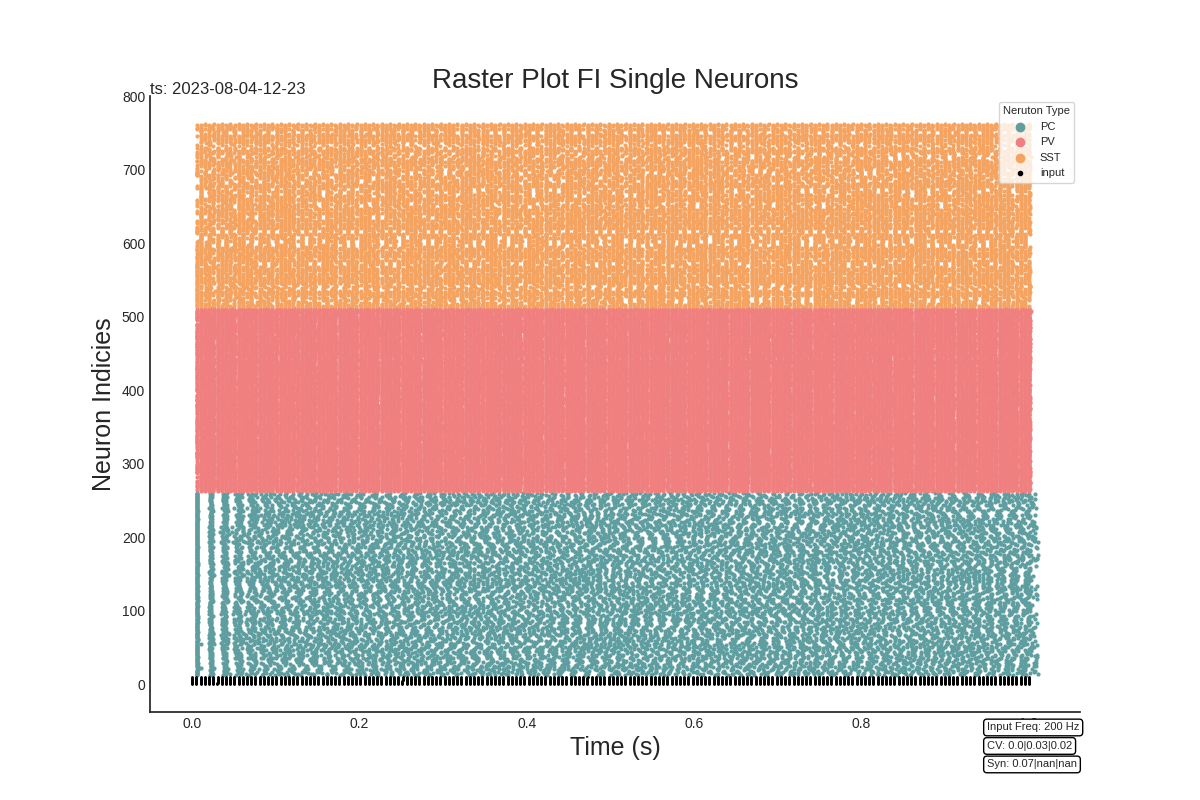 Raster Plot FI Single Neurons
ts: 2023-08-04-12-23
Neruton Type
PC
PV
SST
input
800
700
600
500
400
300
200
100
0
Neuron Indicies
0.0
0.2
0.4
0.6
0.8
Time (s)
Input Freq: 200 Hz
CV: 0.0|0.03|0.02
Syn: 0.07|nan|nan